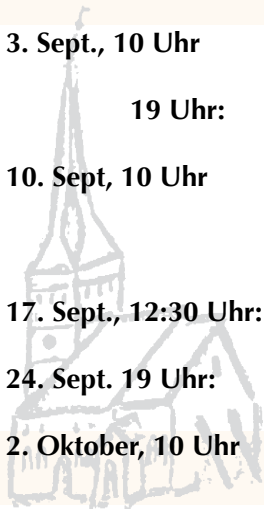 3. Sept., 10 Uhr
19 Uhr:
10. Sept, 10 Uhr
17. Sept., 12:30 Uhr:
24. Sept. 19 Uhr:
2. Oktober, 10 Uhr